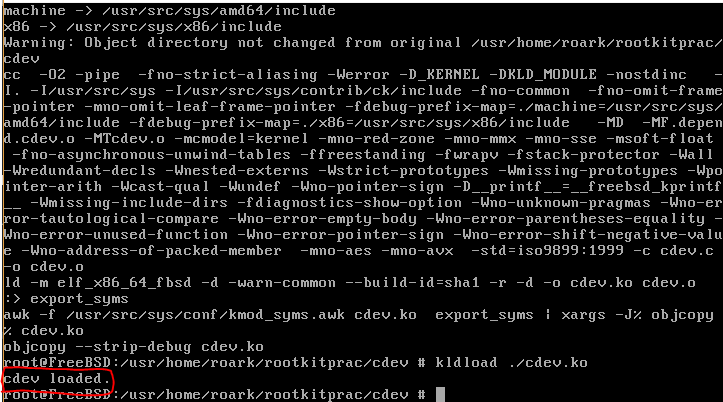 machine -> /usr/src/sys/amd64/include
x86 -> /usr/src/sys/x86/include
Warning: Object directory not changed from original /usr/home/roark/rootkitprac/
cdev
cc  -O2 -pipe  -fno-strict-aliasing -Werror -D_KERNEL -DKLD_MODULE -nostdinc   -
I. -I/usr/src/sys -I/usr/src/sys/contrib/ck/include -fno-common  -fno-omit-frame
-pointer -mno-omit-leaf-frame-pointer -fdebug-prefix-map=./machine=/usr/src/sys/
amd64/include -fdebug-prefix-map=./x86=/usr/src/sys/x86/include     -MD  -MF.depen
d.cdev.o -MTcdev.o -mcmodel=kernel -mno-red-zone -mno-mmx -mno-sse -msoft-float
 -fno-asynchronous-unwind-tables -ffreestanding -fwrapv -fstack-protector -Wall
-Wredundant-decls -Wnested-externs -Wstrict-prototypes -Wmissing-prototypes -Wpo
inter-arith -Wcast-qual -Wundef -Wno-pointer-sign -D__printf__=__freebsd_kprintf
__ -Wmissing-include-dirs -fdiagnostics-show-option -Wno-unknown-pragmas -Wno-er
ror-tautological-compare -Wno-error-empty-body -Wno-error-parentheses-equality -
Wno-error-unused-function -Wno-error-pointer-sign -Wno-error-shift-negative-valu
e -Wno-address-of-packed-member  -mno-aes -mno-avx  -std=iso9899:1999 -c cdev.c
-o cdev.o
ld -m elf_x86_64_fbsd -d -warn-common --build-id=sha1 -r -d -o cdev.ko cdev.o
:> export_syms
awk -f /usr/src/sys/conf/kmod_syms.awk cdev.ko  export_syms | xargs -J% objcopy
% cdev.ko
objcopy --strip-debug cdev.ko
root@FreeBSD:/usr/home/roark/rootkitprac/cdev # kldload ./cdev.ko
cdev loaded.
root@FreeBSD:/usr/home/roark/rootkitprac/cdev #